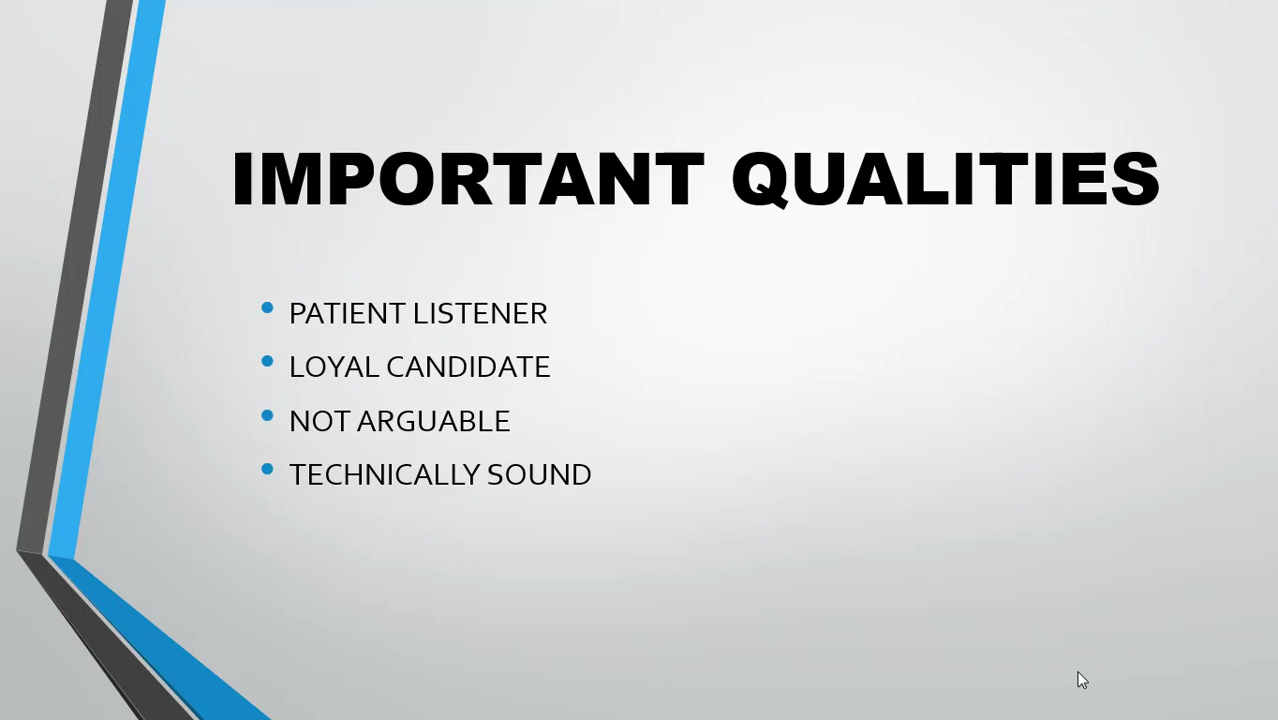 IMPORTANT QUALITIES
PATIENT LISTENER
LOYAL CANDIDATE
NOT ARGUABLE
TECHNICALLY SOUND